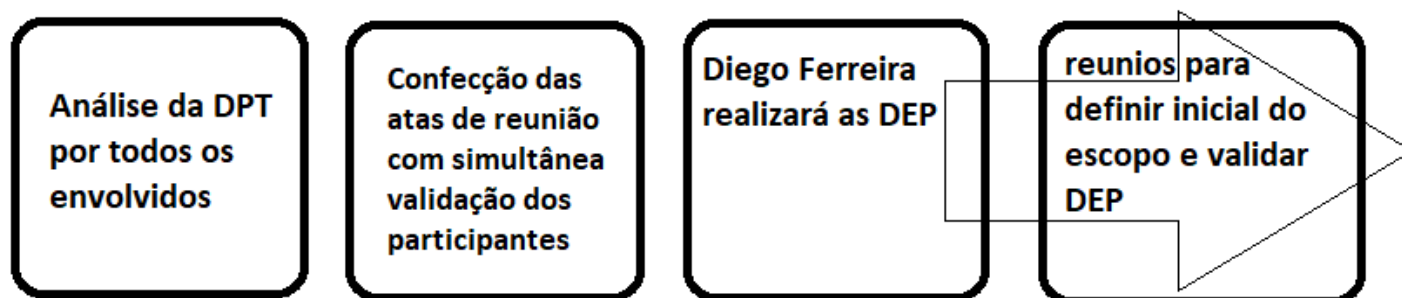 Análise da DPT
por todos os
envolvidos
Confecção das
atas de reunião
com simultânea
validação dos
participantes
Diego Ferreira
realizará as DEP
reunios para
definir inicial do
escopo e validar
DEP